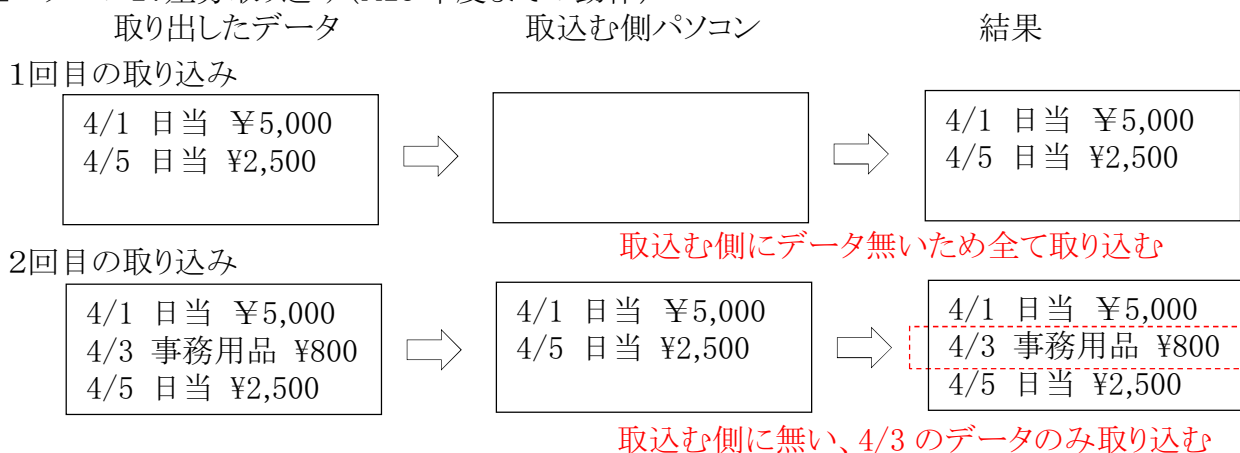 取り出したデータ 取込む側パソコン 結果
1回目の取り込み
4/1 日当 ￥5,000
4/5 日当 ¥2,500
4/1 日当 ￥5,000
4/5 日当 ¥2,500
取込む側にデータ無いため全て取り込む
2回目の取り込み
4/1 日当 ￥5,000
4/3 事務用品 ¥800
4/5 日当 ¥2,500
4/1 日当 ￥5,000
4/5 日当 ¥2,500
4/1 日当 ￥5,000
4/3 事務用品 ¥800
4/5 日当 ¥2,500
取込む側に無い、4/3 のデータのみ取り込む